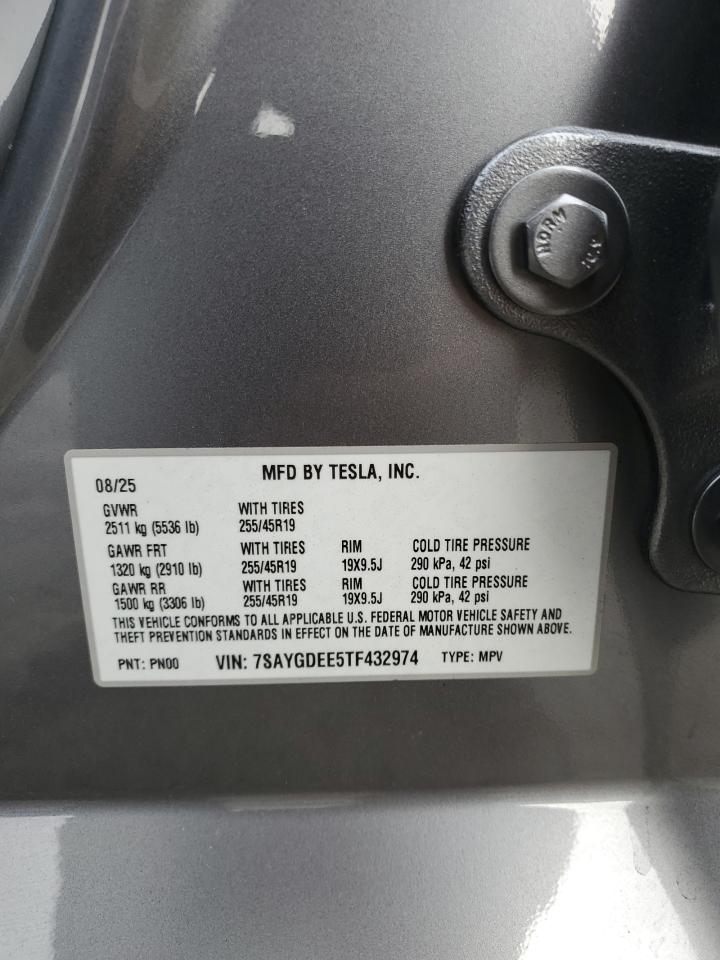 NORM
10.9
MFD BY TESLA, INC.
08/25
GVWR WITH TIRES
2511 kg (5536 lb) 255/45R19
GAWR FRT WITH TIRES RIM COLD TIRE PRESSURE
1320 kg (2910 lb) 255/45R19 19X9.5J 290 kPa, 42 psi
GAWR RR WITH TIRES RIM COLD TIRE PRESSURE
1500 kg (3306 lb) 255/45R19 19X9.5J 290 kPa, 42 psi
THIS VEHICLE CONFORMS TO ALL APPLICABLE U.S. FEDERAL MOTOR VEHICLE SAFETY AND
THEFT PREVENTION STANDARDS IN EFFECT ON THE DATE OF MANUFACTURE SHOWN ABOVE.
PNT: PN00 VIN: 7SAYGDEE5TF432974 TYPE: MPV